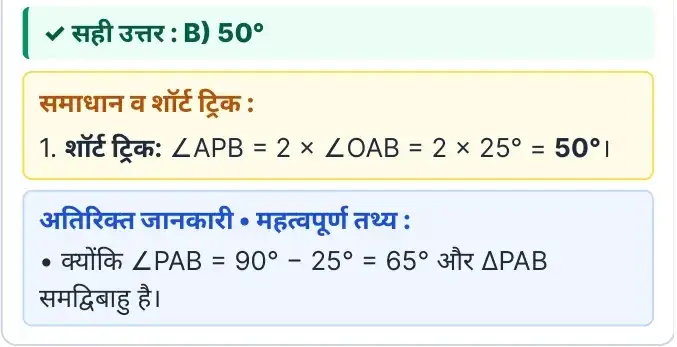 ✓ सही उत्तर : B) 50°
समाधान व शॉर्ट ट्रिक :
1. शॉर्ट ट्रिक: ∠APB = 2 × ∠OAB = 2 × 25° = 50°।
अतिरिक्त जानकारी • महत्वपूर्ण तथ्य :
• क्योंकि ∠PAB = 90° − 25° = 65° और ΔPAB
समद्विबाहु है।